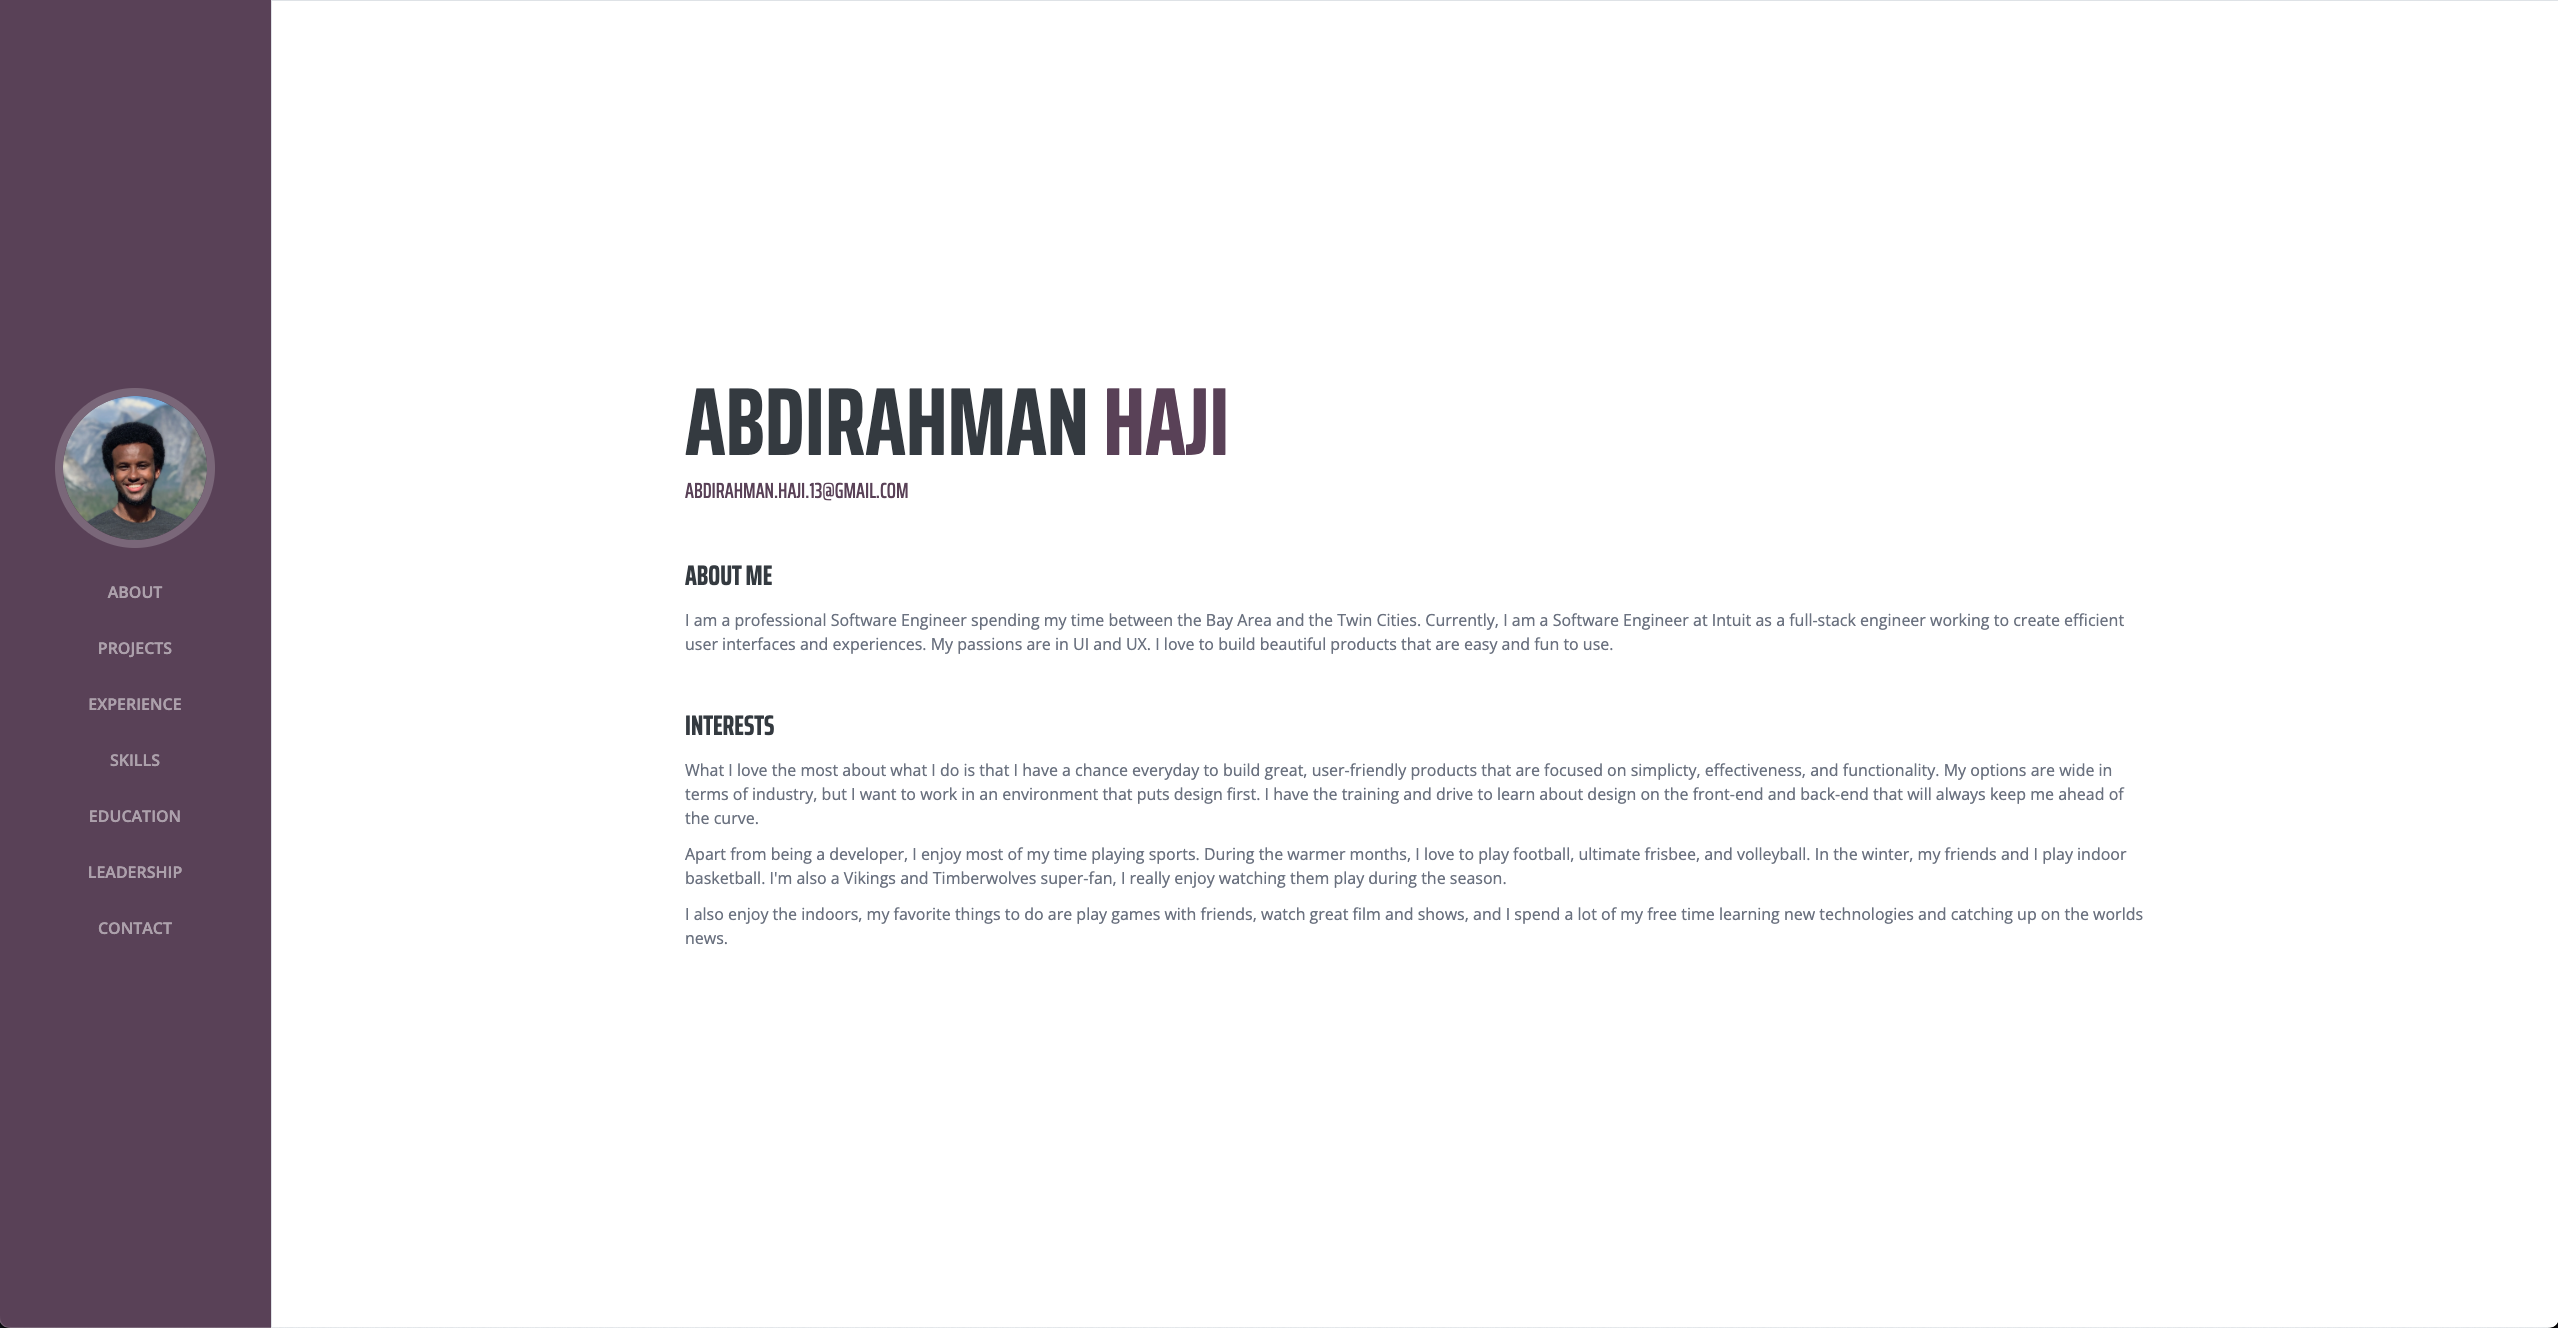 ABOUT
PROJECTS
EXPERIENCE
SKILLS
EDUCATION
LEADERSHIP
CONTACT
ABDIRAHMAN HAJI
ABDIRAHMAN.HAJI.13@GMAIL.COM
ABOUT ME
I am a professional Software Engineer spending my time between the Bay Area and the Twin Cities. Currently, I am a Software Engineer at Intuit as a full-stack engineer working to create efficient
user interfaces and experiences. My passions are in UI and UX. I love to build beautiful products that are easy and fun to use.
INTERESTS
What I love the most about what I do is that I have a chance everyday to build great, user-friendly products that are focused on simplicty, effectiveness, and functionality. My options are wide in
terms of industry, but I want to work in an environment that puts design first. I have the training and drive to learn about design on the front-end and back-end that will always keep me ahead of
the curve.
Apart from being a developer, I enjoy most of my time playing sports. During the warmer months, I love to play football, ultimate frisbee, and volleyball. In the winter, my friends and I play indoor
basketball. I'm also a Vikings and Timberwolves super-fan, I really enjoy watching them play during the season.
I also enjoy the indoors, my favorite things to do are play games with friends, watch great film and shows, and I spend a lot of my free time learning new technologies and catching up on the worlds
news.